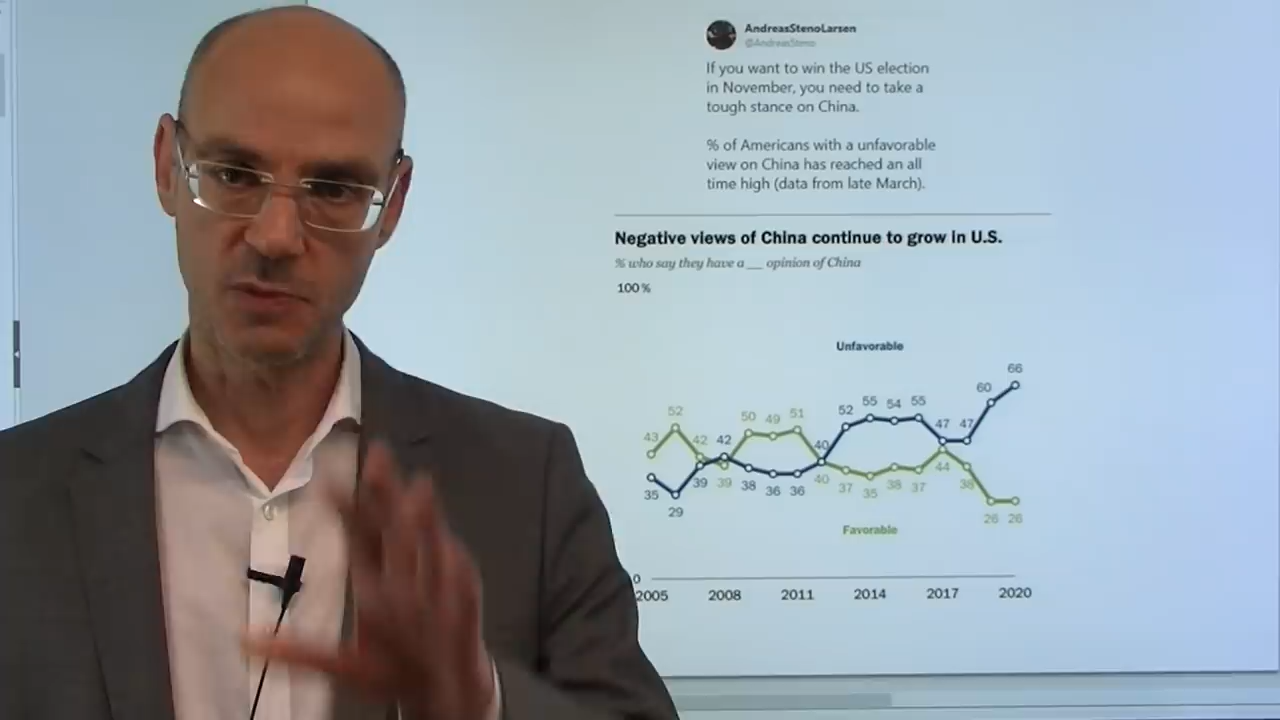 AndreasStenoLarsen
@AndreasSteno
If you want to win the US election
in November, you need to take a
tough stance on China.
% of Americans with a unfavorable
view on China has reached an all
time high (data from late March).
Negative views of China continue to grow in U.S.
% who say they have a __ opinion of China
100%
Unfavorable
66
60
55 54 55
52
52
50 49 51
47 47
43
42 42
40
35
29
39 39 38 36 36
40 37 35 38 37
44
38
26 26
Favorable
0
2005 2008 2011 2014 2017 2020